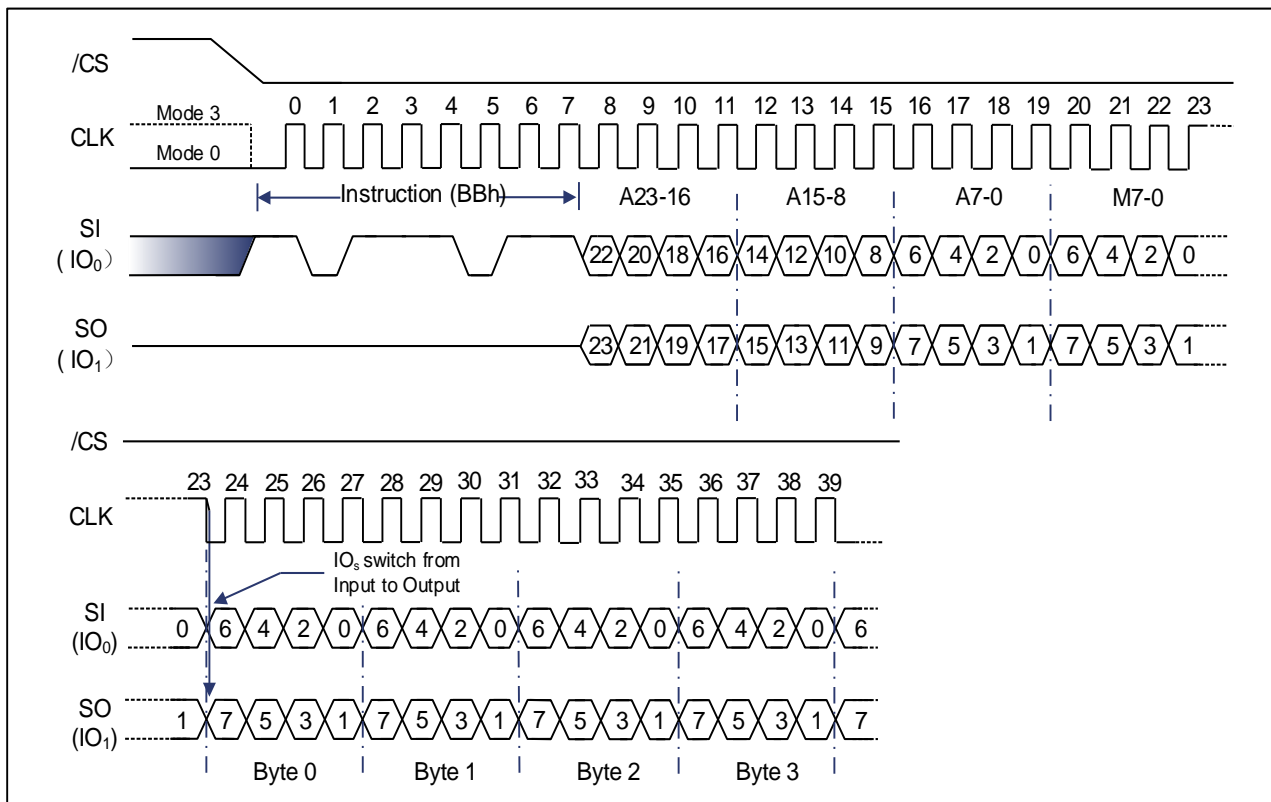 /CS
0 1 2 3 4 5 6 7 8 9 10 11 12 13 14 15 16 17 18 19 20 21 22 23
Mode 3
CLK
Mode 0
Instruction (BBh) A23-16 A15-8 A7-0 M7-0
SI
( IO₀）
22 20 18 16 14 12 10 8 6 4 2 0 6 4 2 0
SO
( IO₁）
23 21 19 17 15 13 11 9 7 5 3 1 7 5 3 1
/CS
23 24 25 26 27 28 29 30 31 32 33 34 35 36 37 38 39
CLK
IOₛ switch from
Input to Output
SI
(IO₀)
0 6 4 2 0 6 4 2 0 6 4 2 0 6 4 2 0 6
SO
(IO₁)
1 7 5 3 1 7 5 3 1 7 5 3 1 7 5 3 1 7
Byte 0 Byte 1 Byte 2 Byte 3